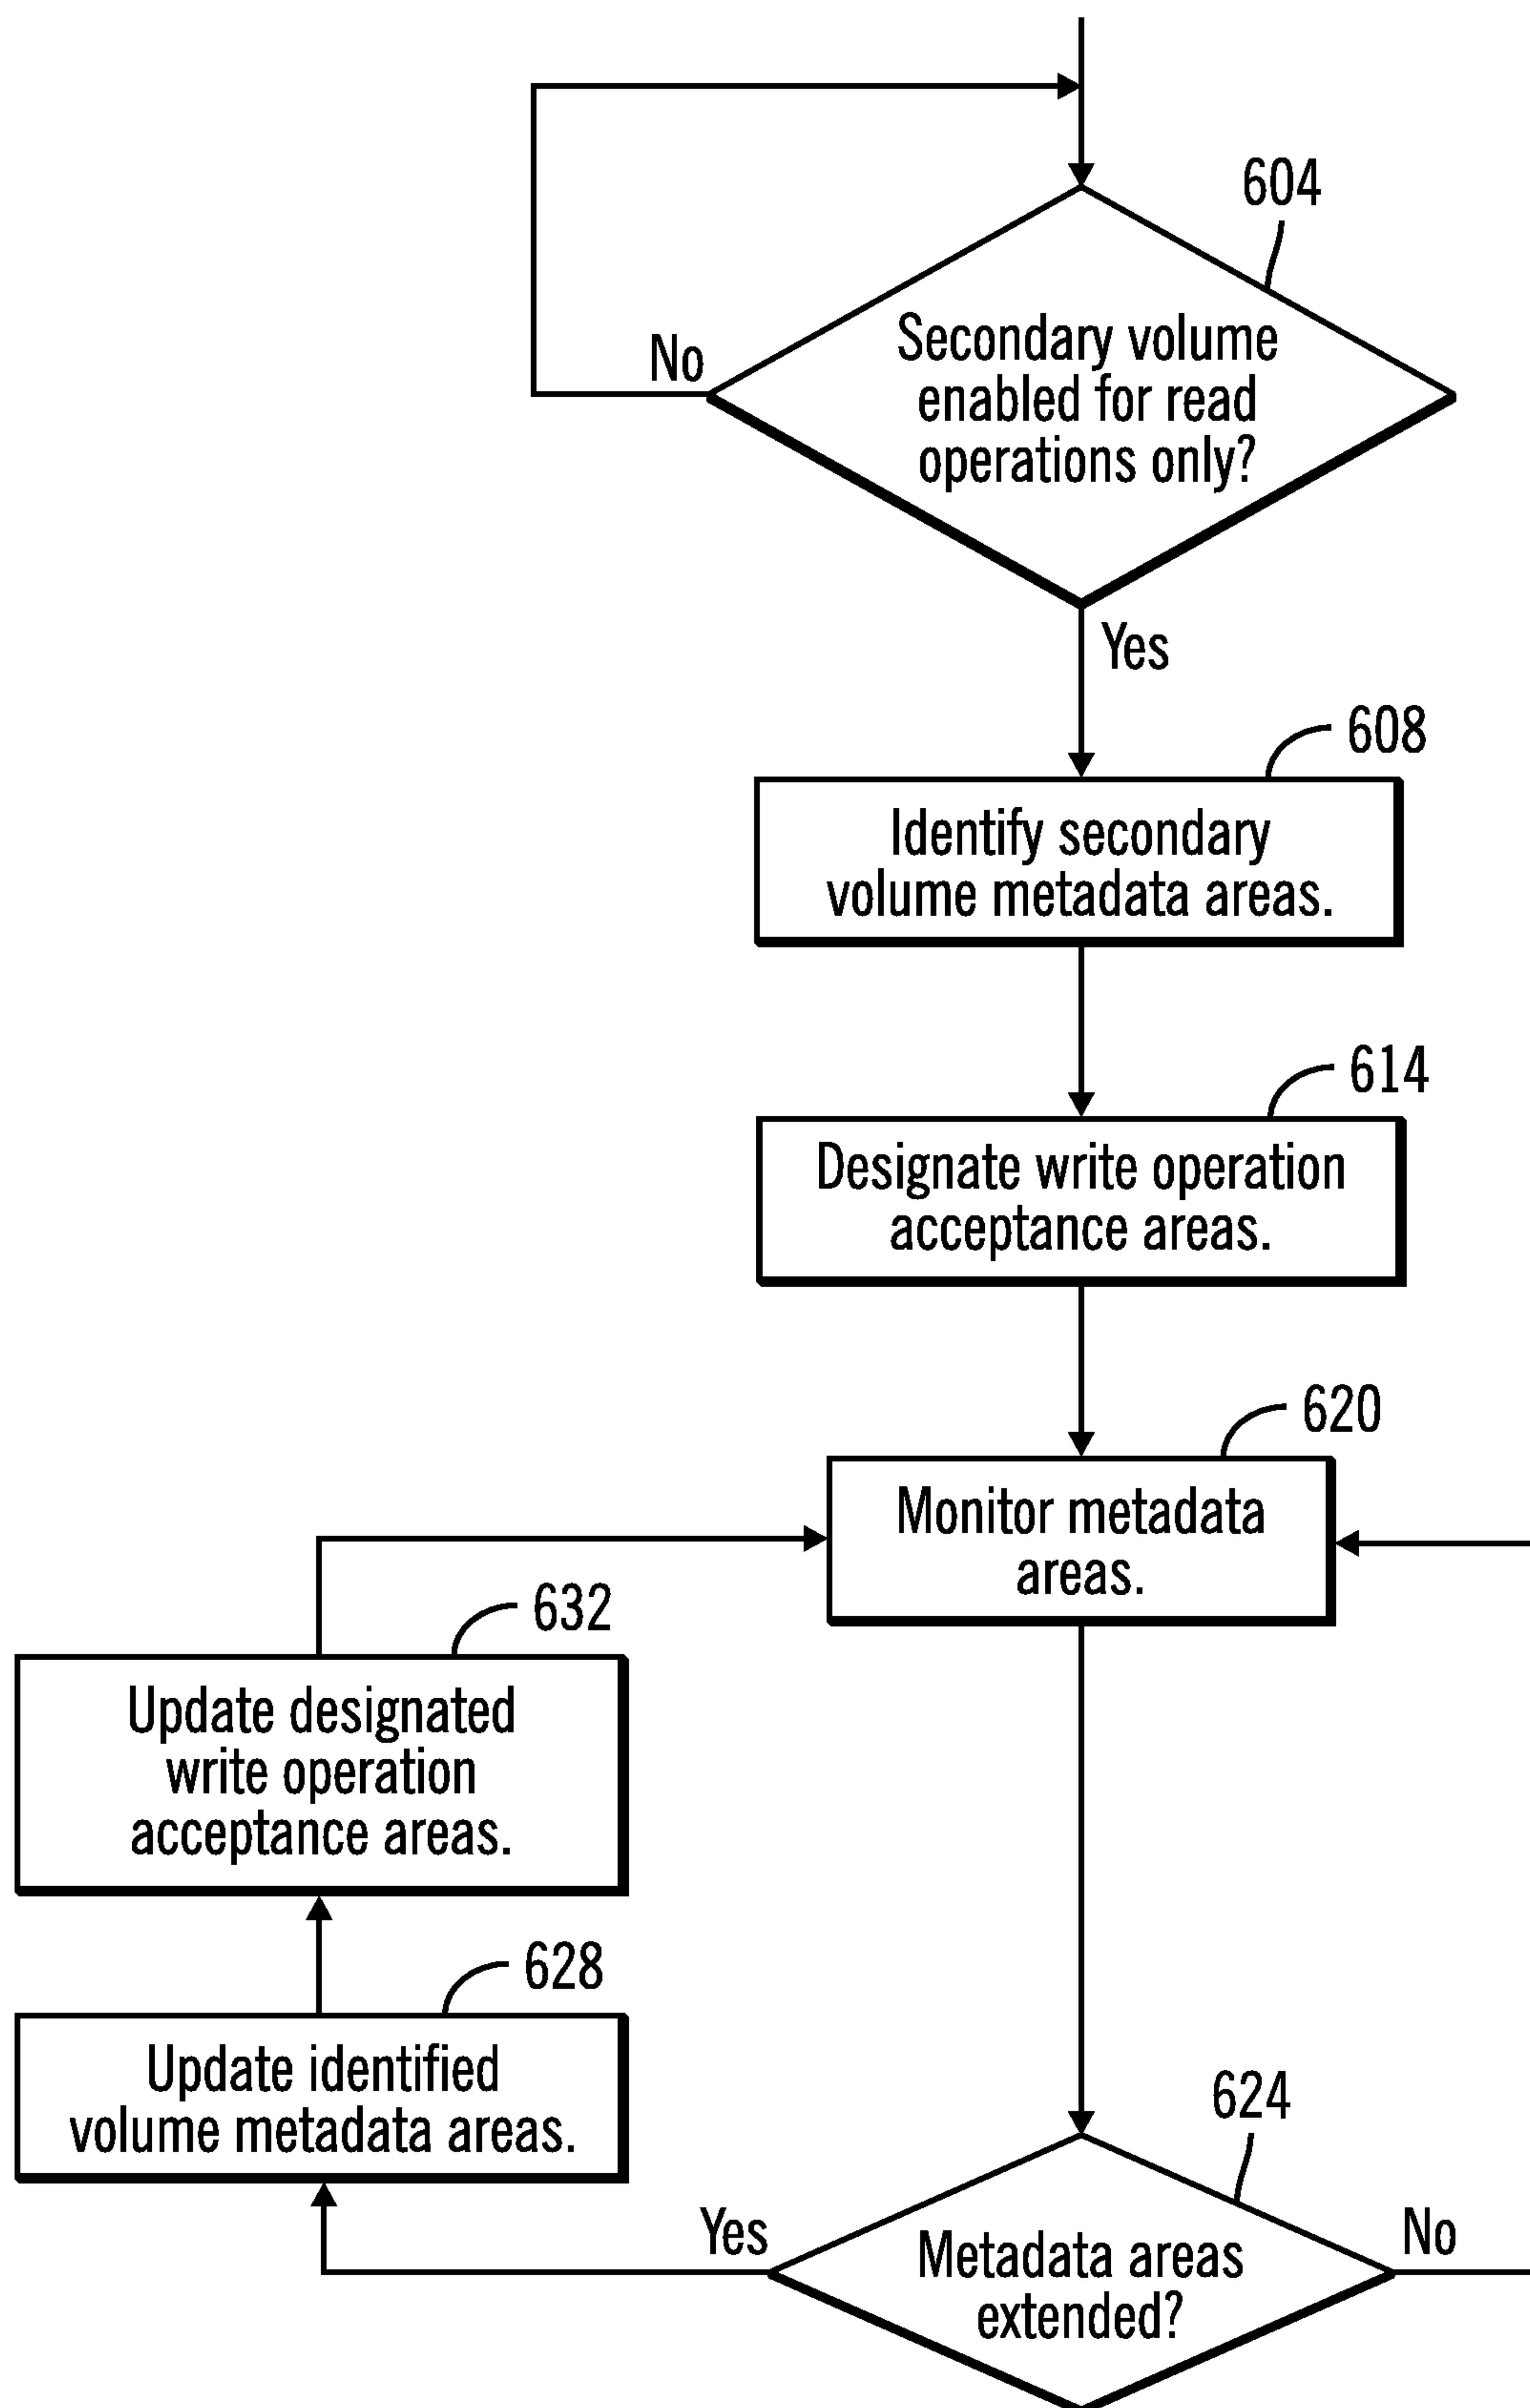 604
No
Secondary volume
enabled for read
operations only?
Yes
608
Identify secondary
volume metadata areas.
614
Designate write operation
acceptance areas.
620
Monitor metadata
areas.
632
Update designated
write operation
acceptance areas.
628
Update identified
volume metadata areas.
624
Yes
Metadata areas
extended?
No